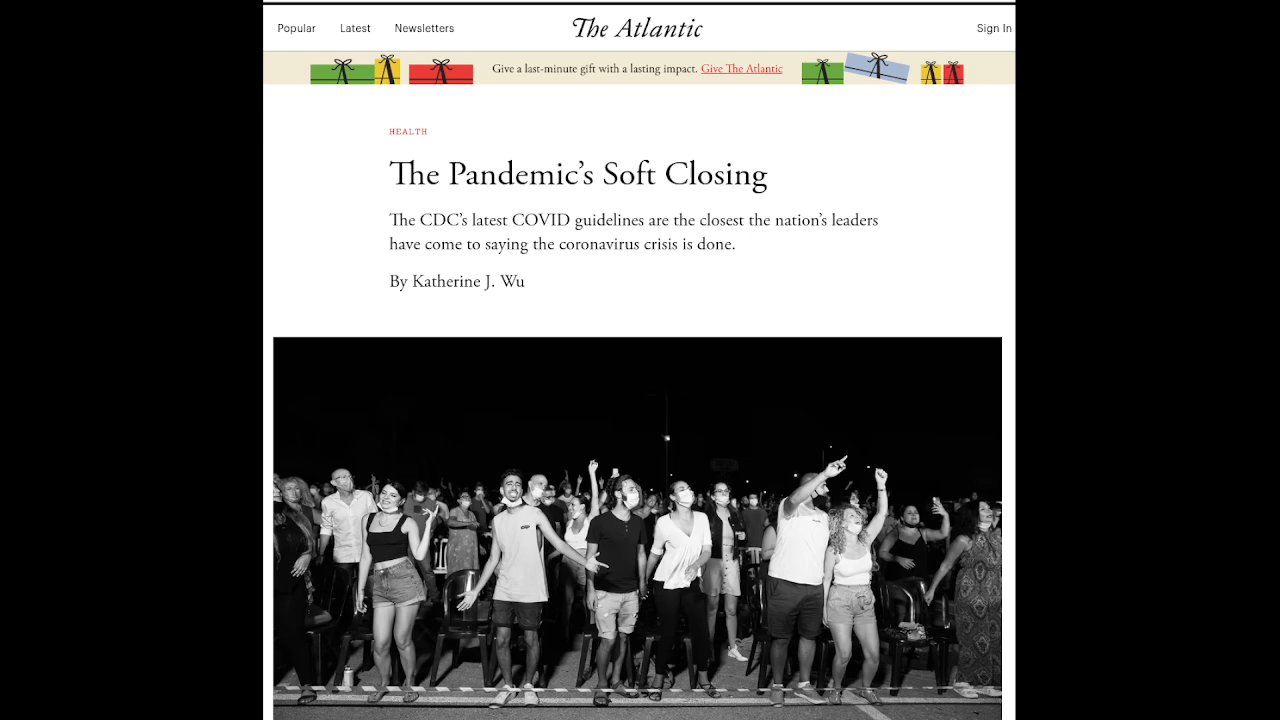 Popular Latest Newsletters The Atlantic Sign In
Give a last-minute gift with a lasting impact. Give The Atlantic
HEALTH
The Pandemic’s Soft Closing
The CDC’s latest COVID guidelines are the closest the nation’s leaders
have come to saying the coronavirus crisis is done.
By Katherine J. Wu